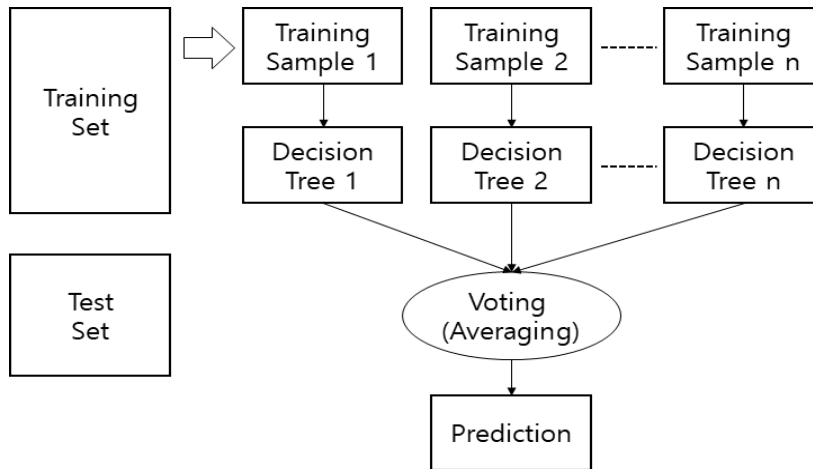 Training
Set
Training
Sample 1
Training
Sample 2
Training
Sample n
Decision
Tree 1
Decision
Tree 2
Decision
Tree n
Test
Set
Voting
(Averaging)
Prediction